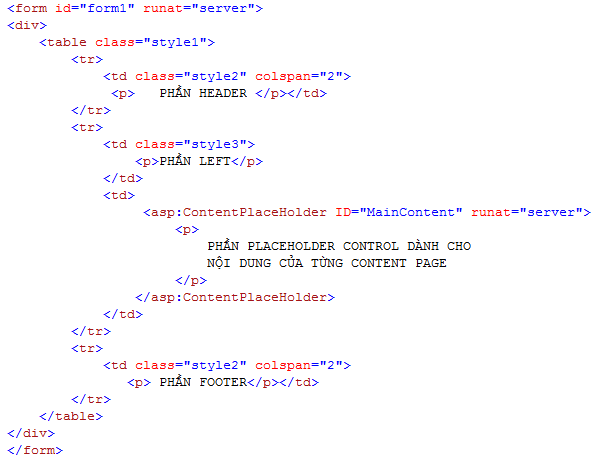 <form id="form1" runat="server">
<div>
    <table class="style1">
        <tr>
            <td class="style2" colspan="2">
             <p>   PHẦN HEADER </p></td>
        </tr>
        <tr>
            <td class="style3">
                <p>PHẦN LEFT</p>
            </td>
            <td>
                 <asp:ContentPlaceHolder ID="MainContent" runat="server">
                     <p>
                         PHẦN PLACEHOLDER CONTROL DÀNH CHO
                         NỘI DUNG CỦA TỪNG CONTENT PAGE
                     </p>
                </asp:ContentPlaceHolder>
            </td>
        </tr>
        <tr>
            <td class="style2" colspan="2">
               <p> PHẦN FOOTER</p></td>
        </tr>
    </table>
</div>
</form>